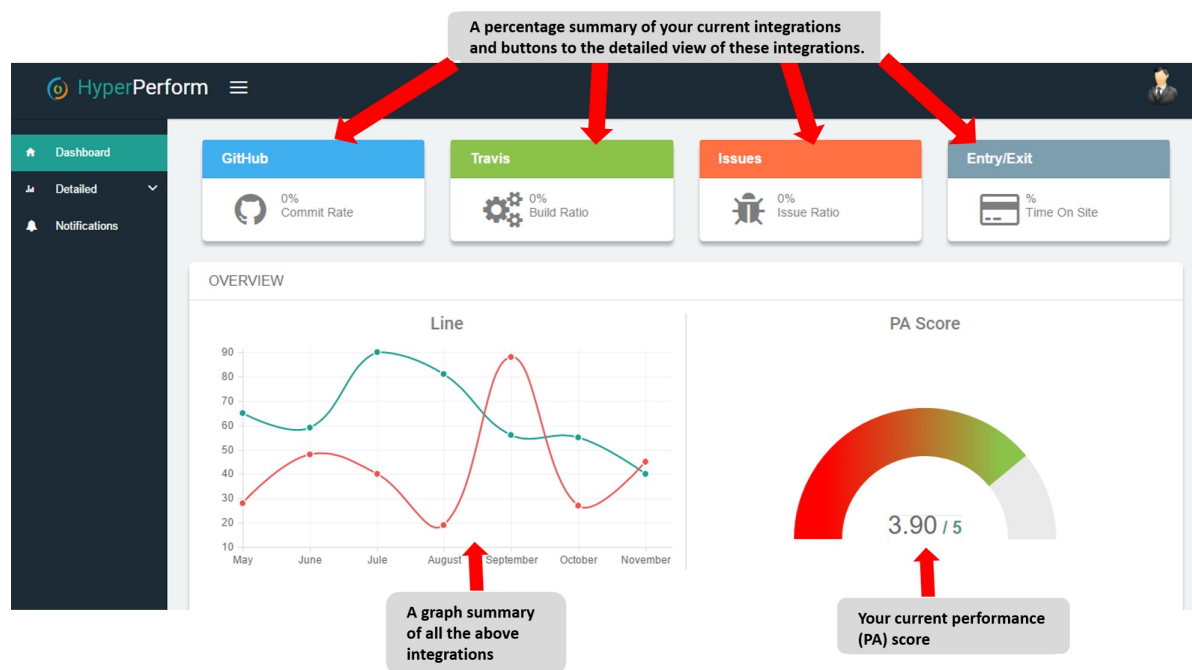 A percentage summary of your current integrations
and buttons to the detailed view of these integrations.
HyperPerform
Dashboard
Detailed
Notifications
GitHub
0%
Commit Rate
Travis
0%
Build Ratio
Issues
0%
Issue Ratio
Entry/Exit
%
Time On Site
OVERVIEW
Line
90
80
70
60
50
40
30
20
10
May June Jule August September October November
PA Score
3.90 / 5
A graph summary
of all the above
integrations
Your current performance
(PA) score